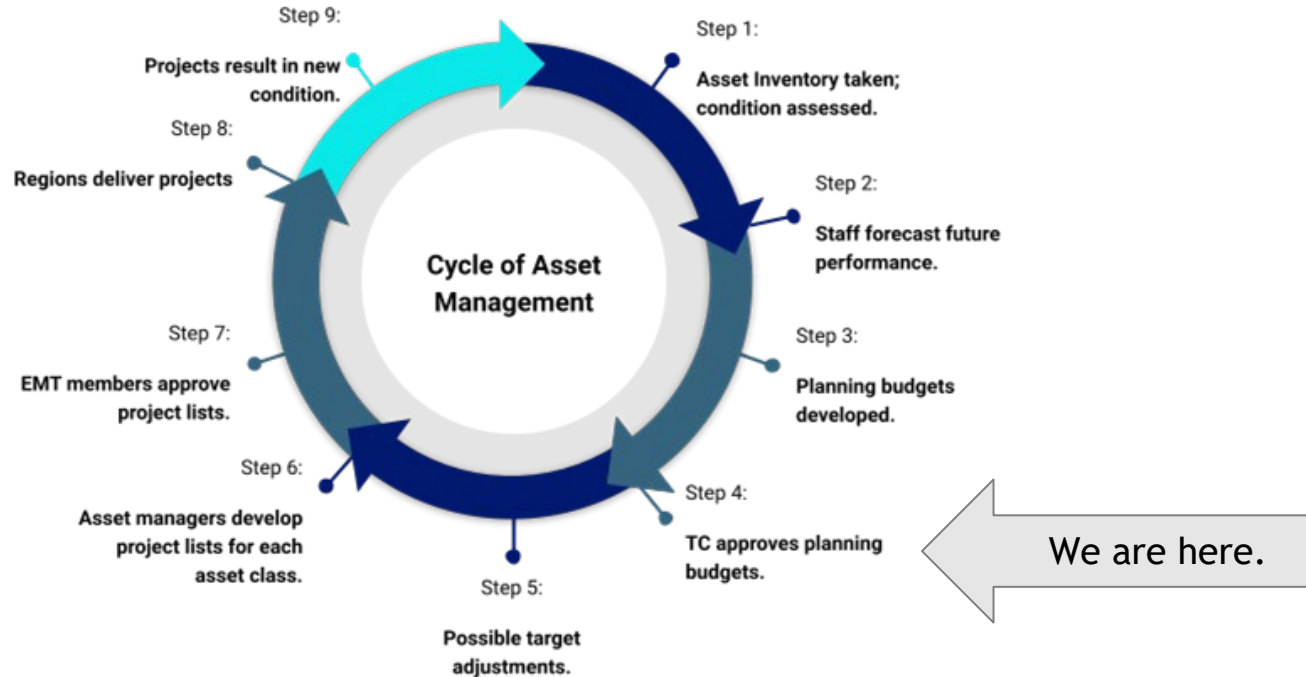 Step 1:
Asset Inventory taken;
condition assessed.
Step 2:
Staff forecast future
performance.
Step 3:
Planning budgets
developed.
Step 4:
TC approves planning
budgets.
We are here.
Step 5:
Possible target
adjustments.
Step 6:
Asset managers develop
project lists for each
asset class.
Step 7:
EMT members approve
project lists.
Step 8:
Regions deliver projects
Step 9:
Projects result in new
condition.
Cycle of Asset
Management